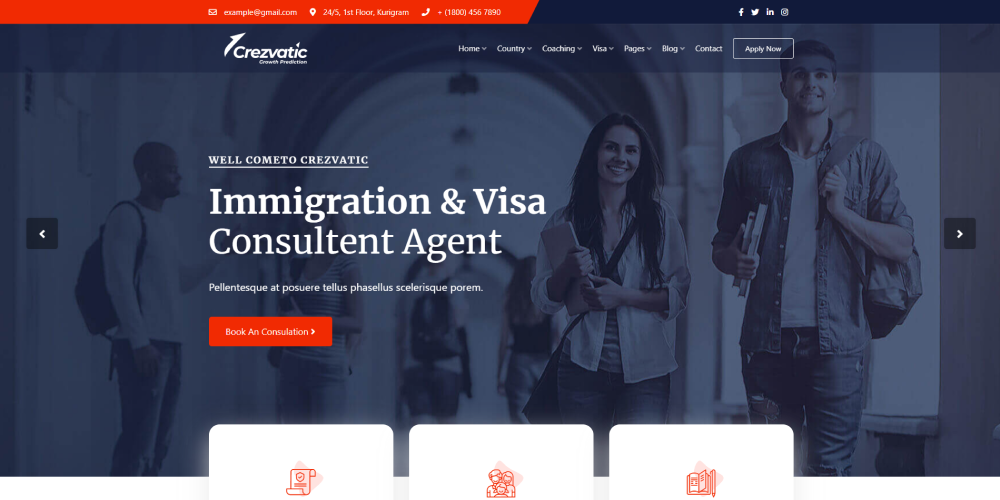 example@gmail.com 24/5, 1st Floor, Kurigram + (1800) 456 7890
Crezvatic
Growth Prediction
Home Country Coaching Visa Pages Blog Contact Apply Now
WELL COMETO CREZVATIC
Immigration & Visa
Consultent Agent
Pellentesque at posuere tellus phasellus scelerisque porem.
Book An Consulation